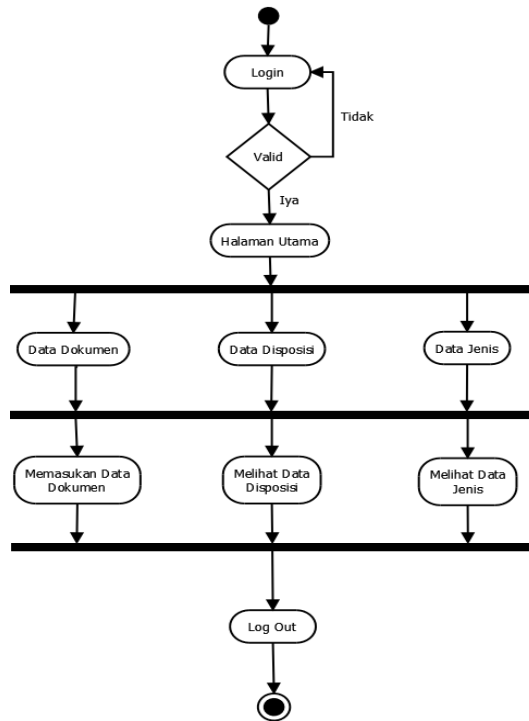 Login
Tidak
Valid
Iya
Halaman Utama
Data Dokumen
Data Disposisi
Data Jenis
Memasukan Data
Dokumen
Melihat Data
Disposisi
Melihat Data
Jenis
Log Out